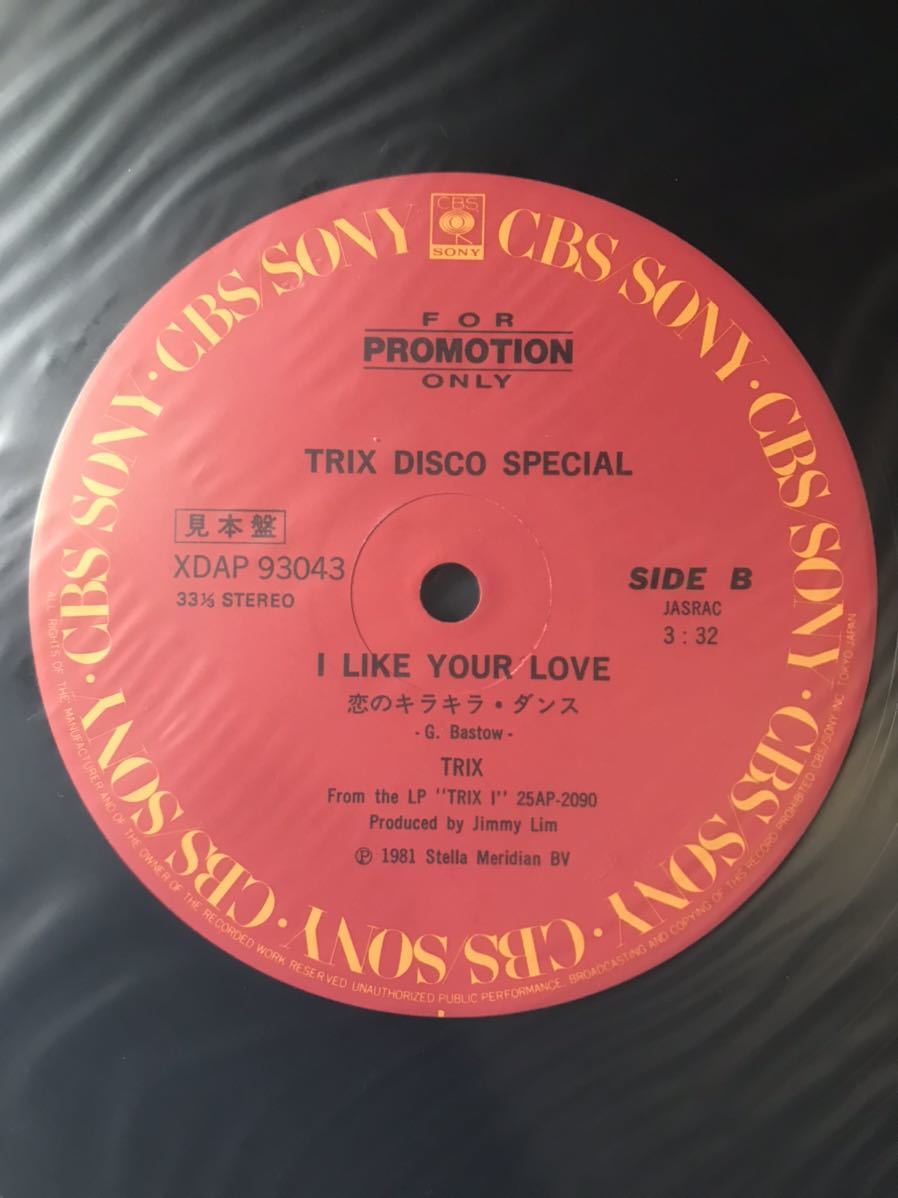 CBS
SONY
CBS/SONY · CBS/SONY · CBS/SONY · CBS/SONY · CBS/SONY · CBS/SONY · CBS/SONY · CBS/SONY
FOR
PROMOTION
ONLY
TRIX DISCO SPECIAL
見本盤
XDAP 93043
33⅓ STEREO
SIDE B
JASRAC
3 : 32
I LIKE YOUR LOVE
恋のキラキラ・ダンス
- G. Bastow -
TRIX
From the LP "TRIX I" 25AP-2090
Produced by Jimmy Lim
Ⓟ 1981 Stella Meridian BV
ALL RIGHTS OF THE MANUFACTURER AND OF THE OWNER OF THE RECORDED WORK RESERVED UNAUTHORIZED PUBLIC PERFORMANCE, BROADCASTING AND COPYING OF THIS RECORD PROHIBITED CBS/SONY INC. TOKYO JAPAN